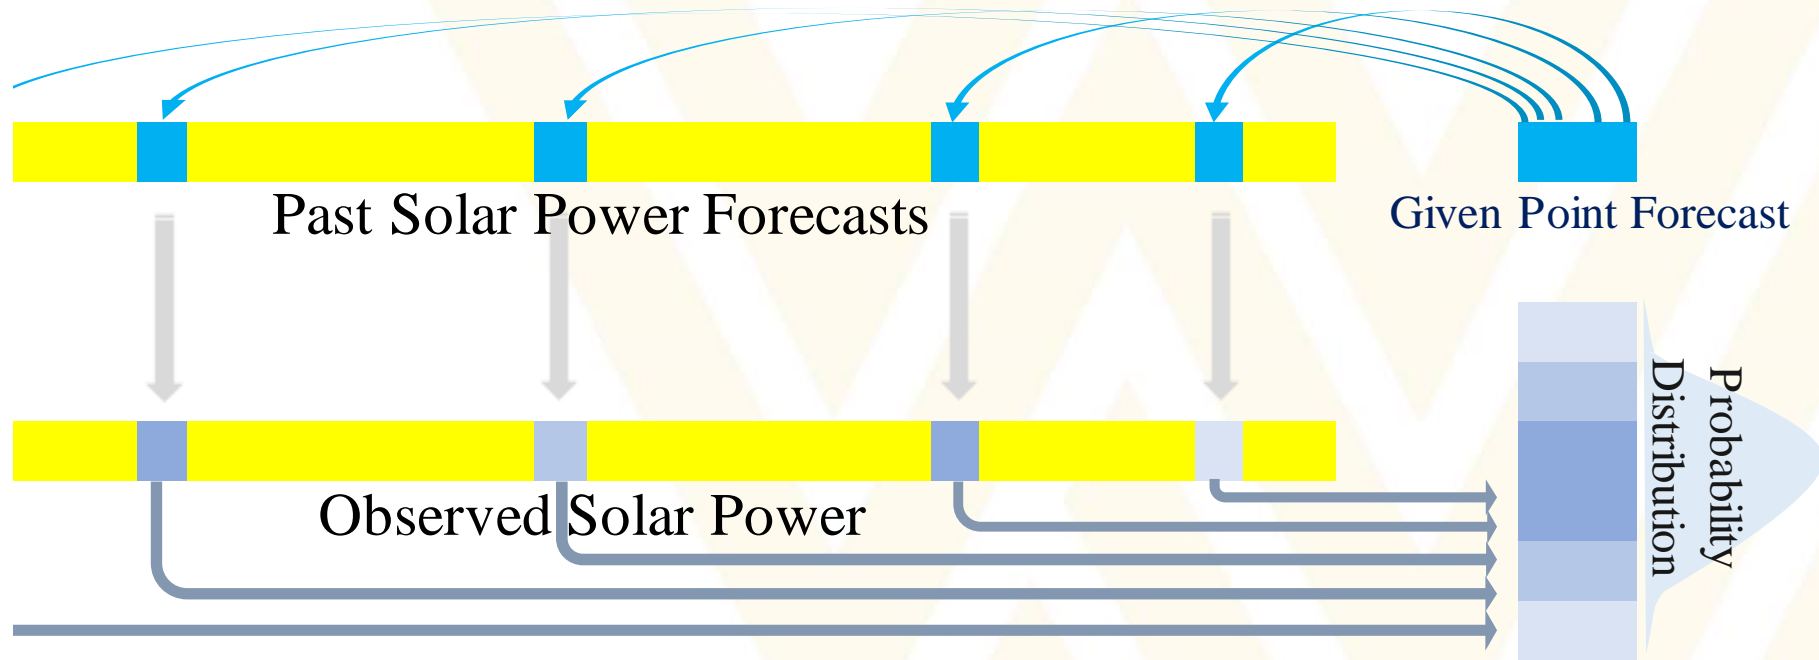 Past Solar Power Forecasts
Given Point Forecast
Observed Solar Power
Probability
Distribution